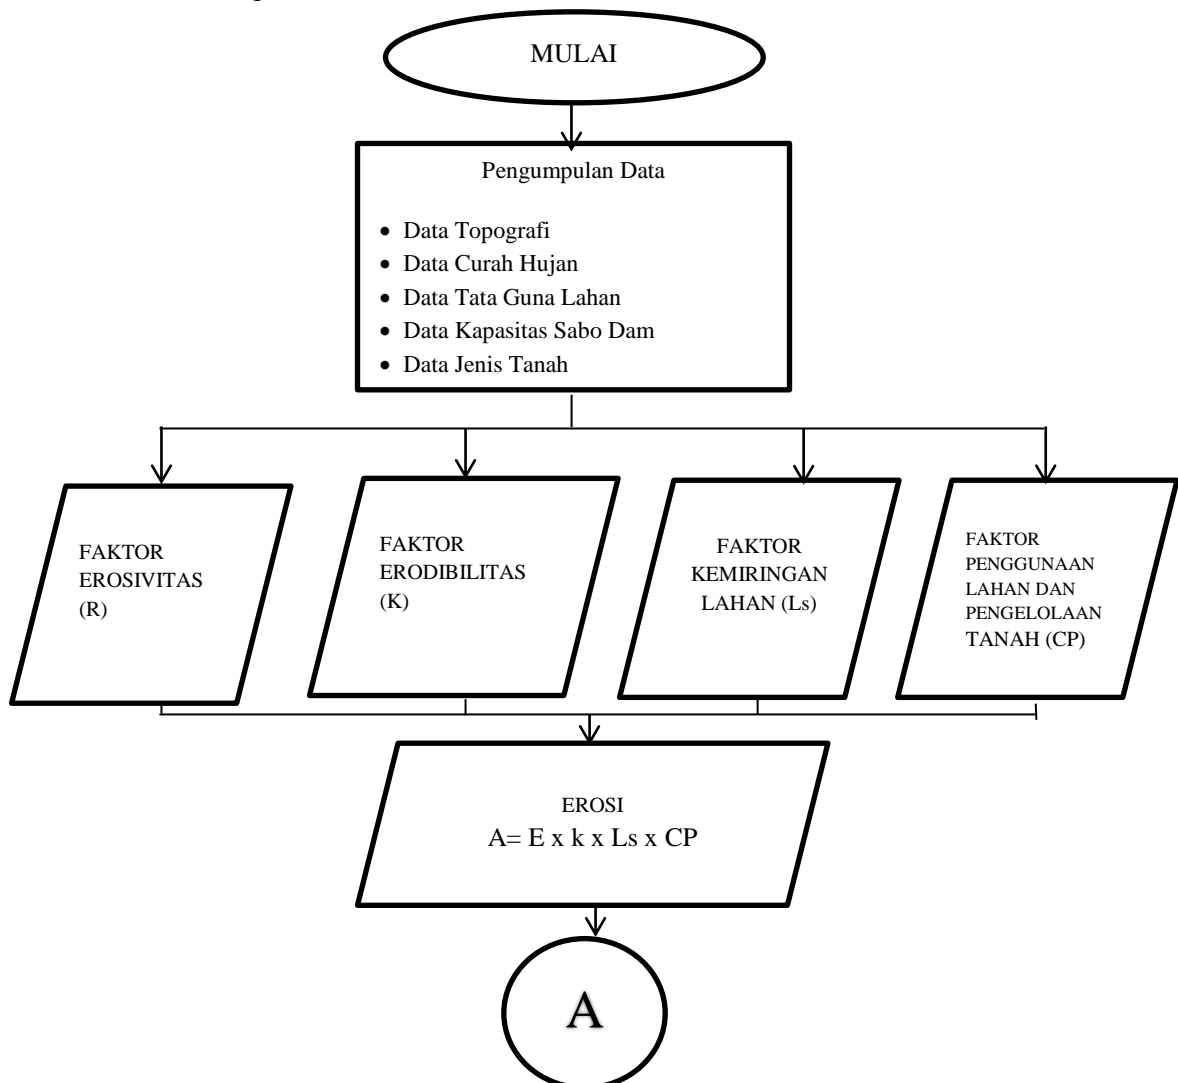 MULAI
Pengumpulan Data
• Data Topografi
• Data Curah Hujan
• Data Tata Guna Lahan
• Data Kapasitas Sabo Dam
• Data Jenis Tanah
FAKTOR
EROSIVITAS
(R)
FAKTOR
ERODIBILITAS
(K)
FAKTOR
KEMIRINGAN
LAHAN (Ls)
FAKTOR
PENGGUNAAN
LAHAN DAN
PENGELOLAAN
TANAH (CP)
EROSI
A= E x k x Ls x CP
A